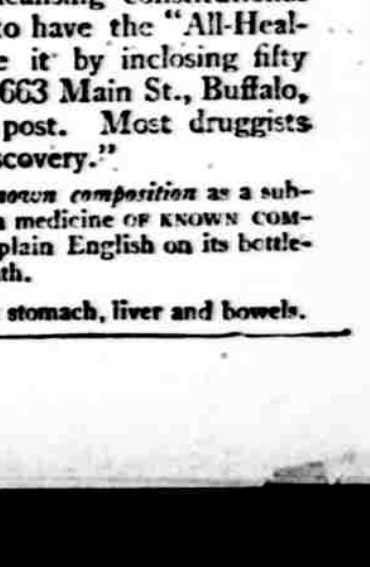 to have the "All-Heal-
it by inclosing fifty
663 Main St., Buffalo,
post. Most druggists
scovery."
nown composition as a sub-
medicine OF KNOWN COM-
plain English on its bottle-
th.
stomach, liver and bowels.